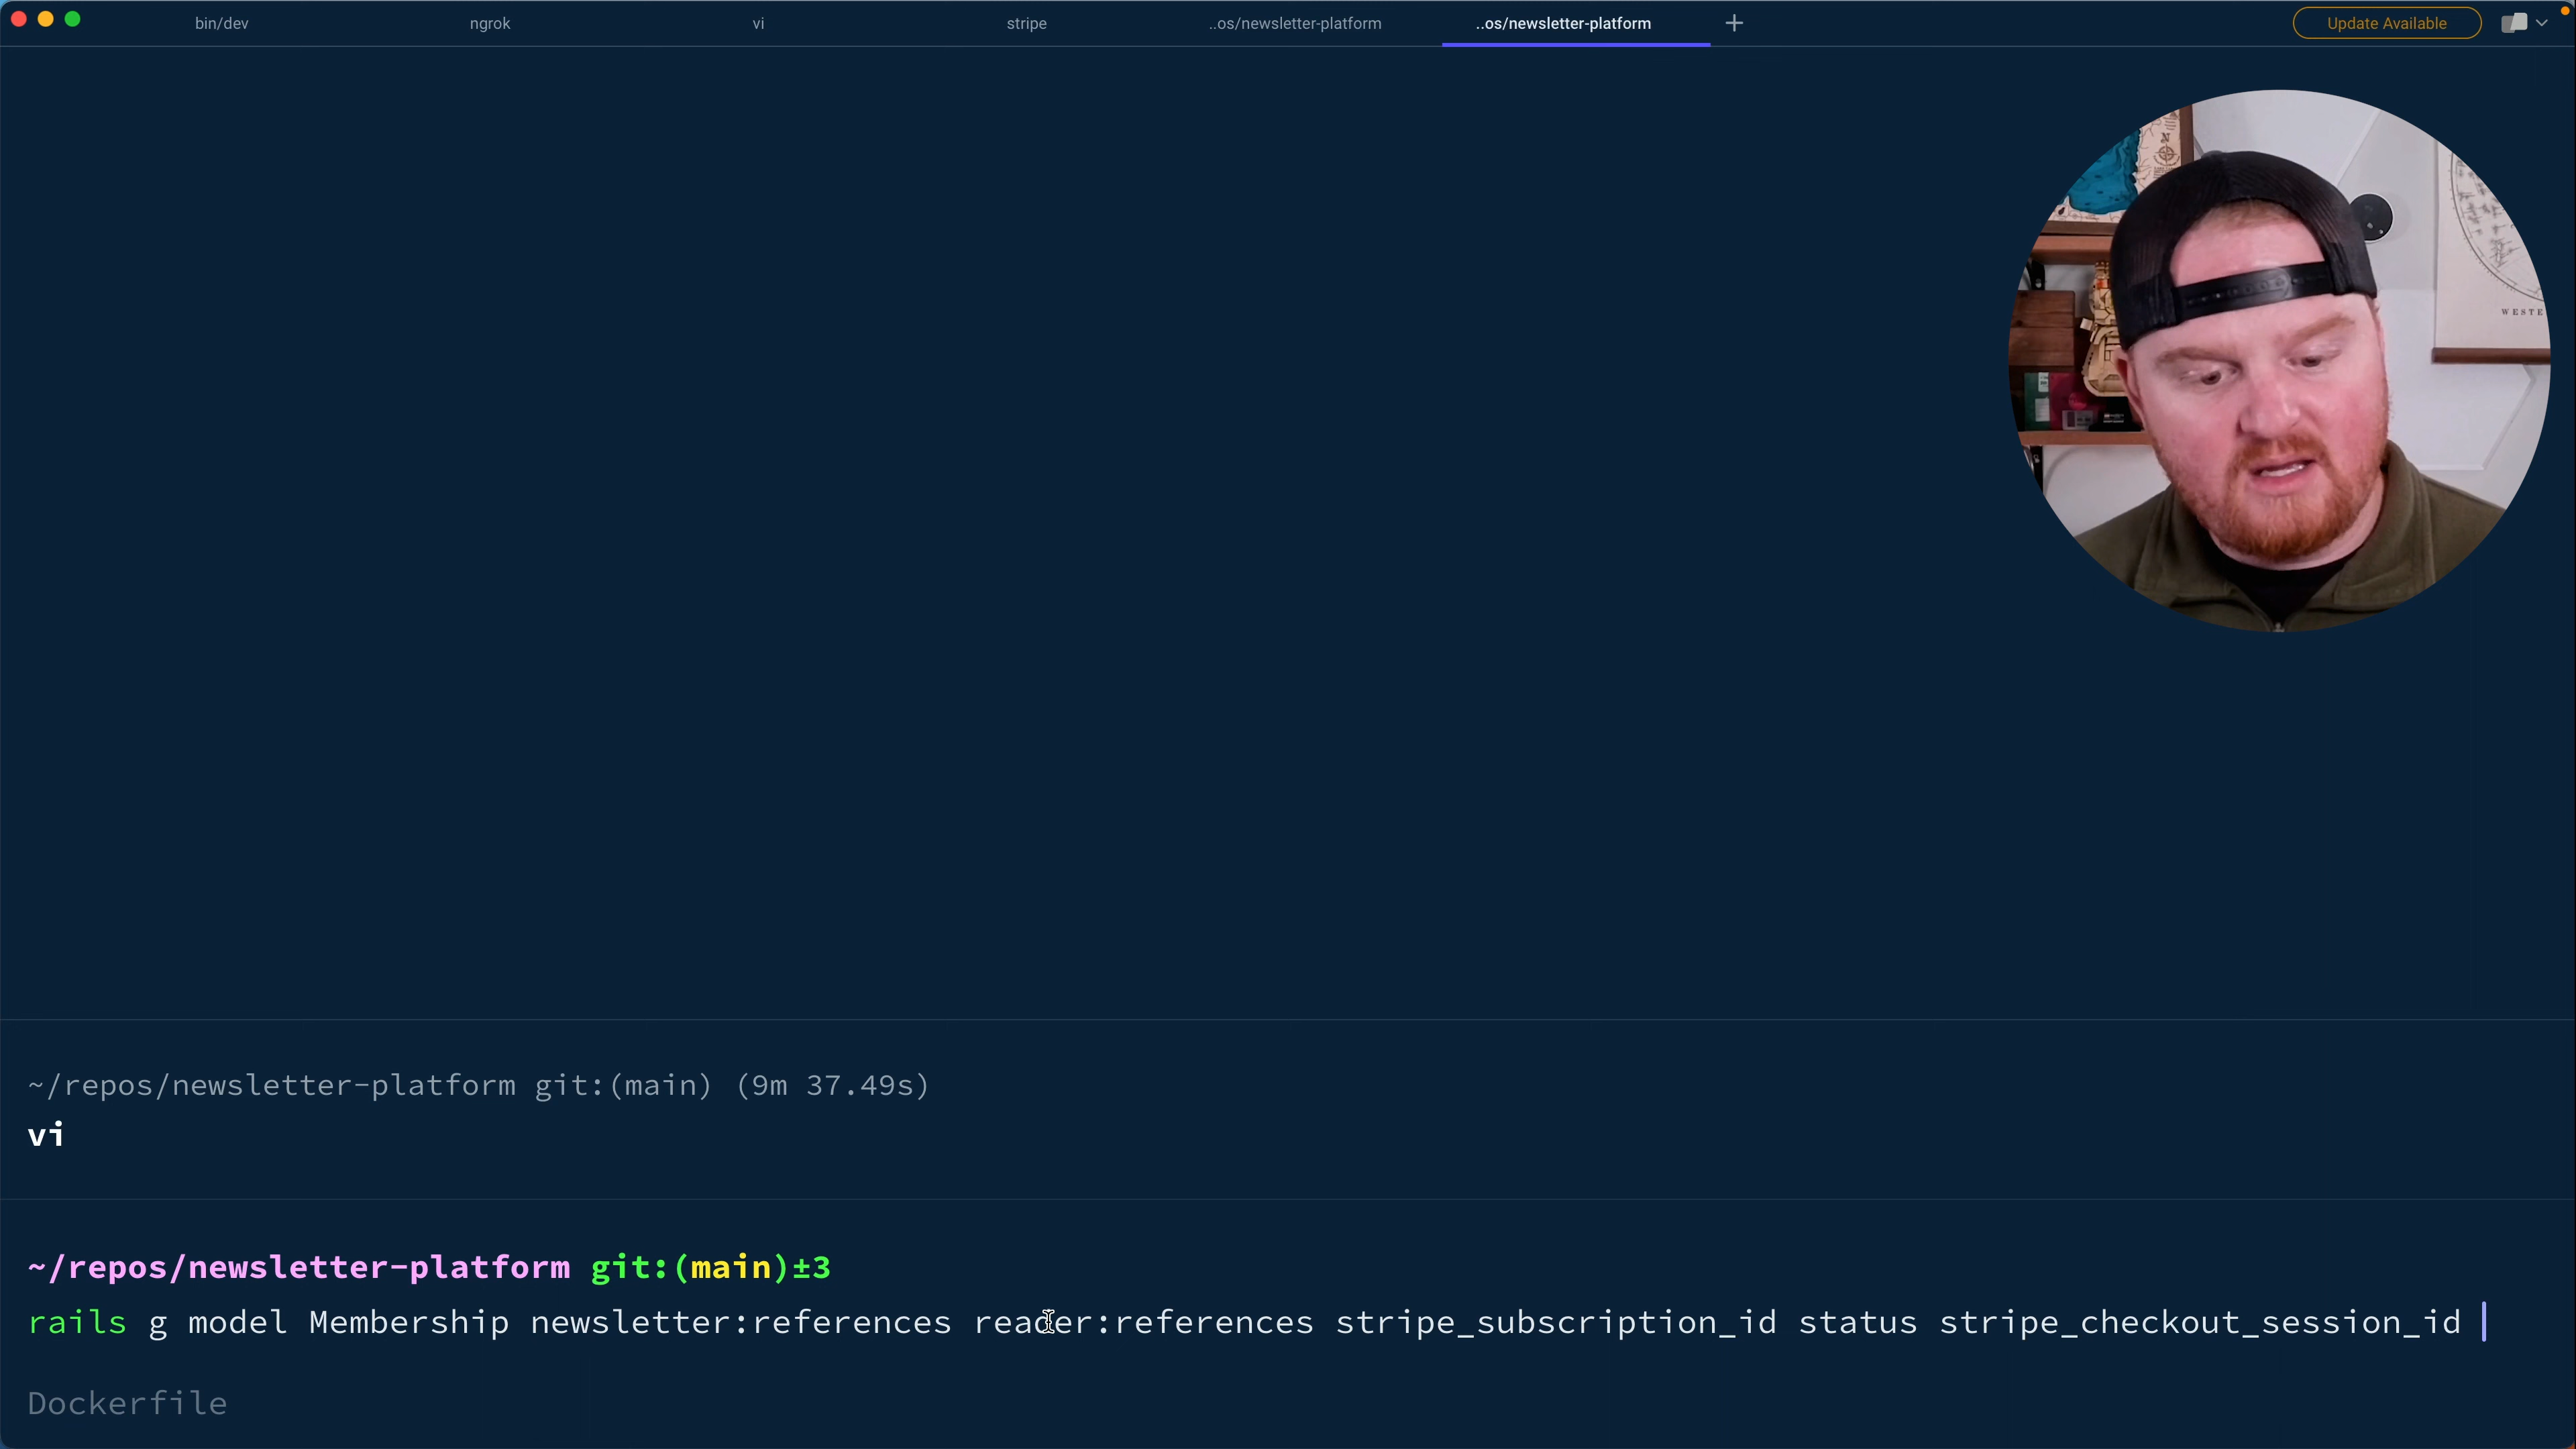 bin/dev
ngrok
vi
stripe
..os/newsletter-platform
..os/newsletter-platform
Update Available
N
WESTE
~/repos/newsletter-platform git:(main) (9m 37.49s)
vi
~/repos/newsletter-platform git:(main)±3
rails g model Membership newsletter:references reader:references stripe_subscription_id status stripe_checkout_session_id
Dockerfile